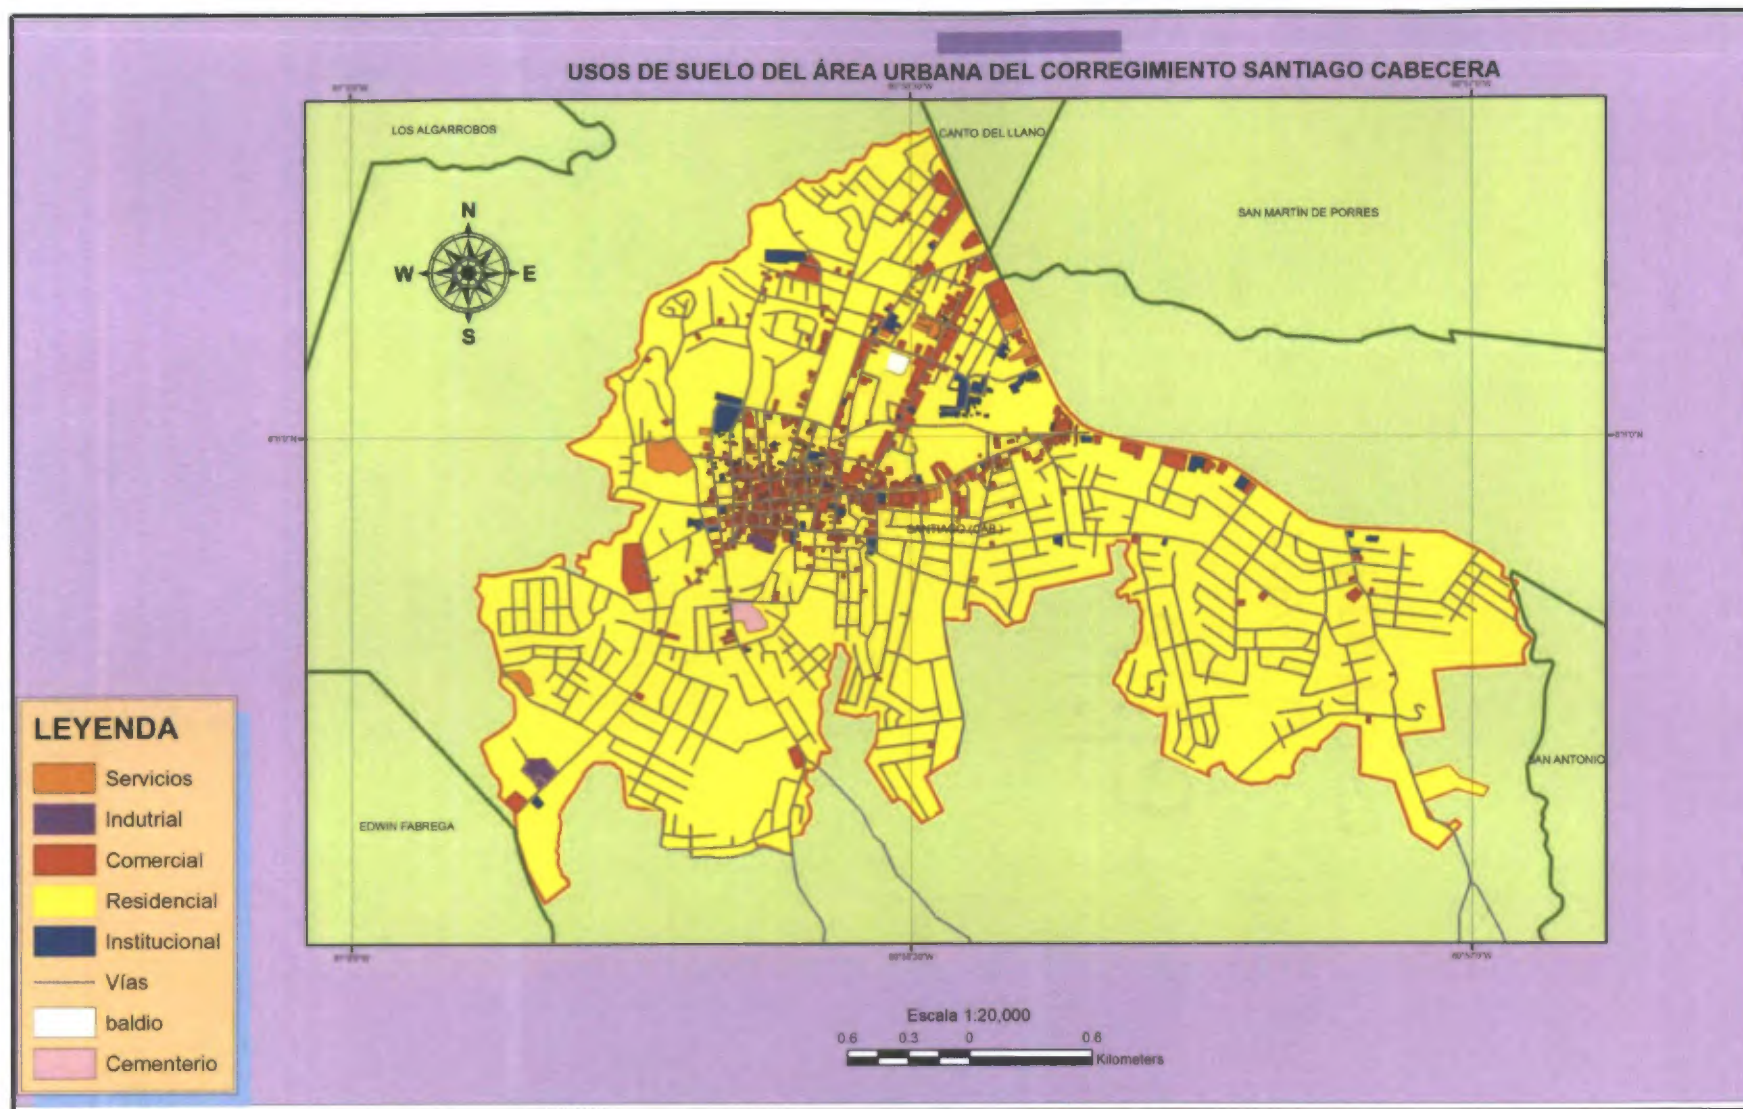 USOS DE SUELO DEL ÁREA URBANA DEL CORREGIMIENTO SANTIAGO CABECERA
LOS ALGARROBOS
CANTO DEL LLANO
SAN MARTÍN DE PORRES
N
W
E
S
SANTIAGO (CAB.)
SAN ANTONIO
EDWIN FABREGA
LEYENDA
Servicios
Indutrial
Comercial
Residencial
Institucional
Vías
baldio
Cementerio
Escala 1:20,000
0.6 0.3 0 0.6
Kilometers